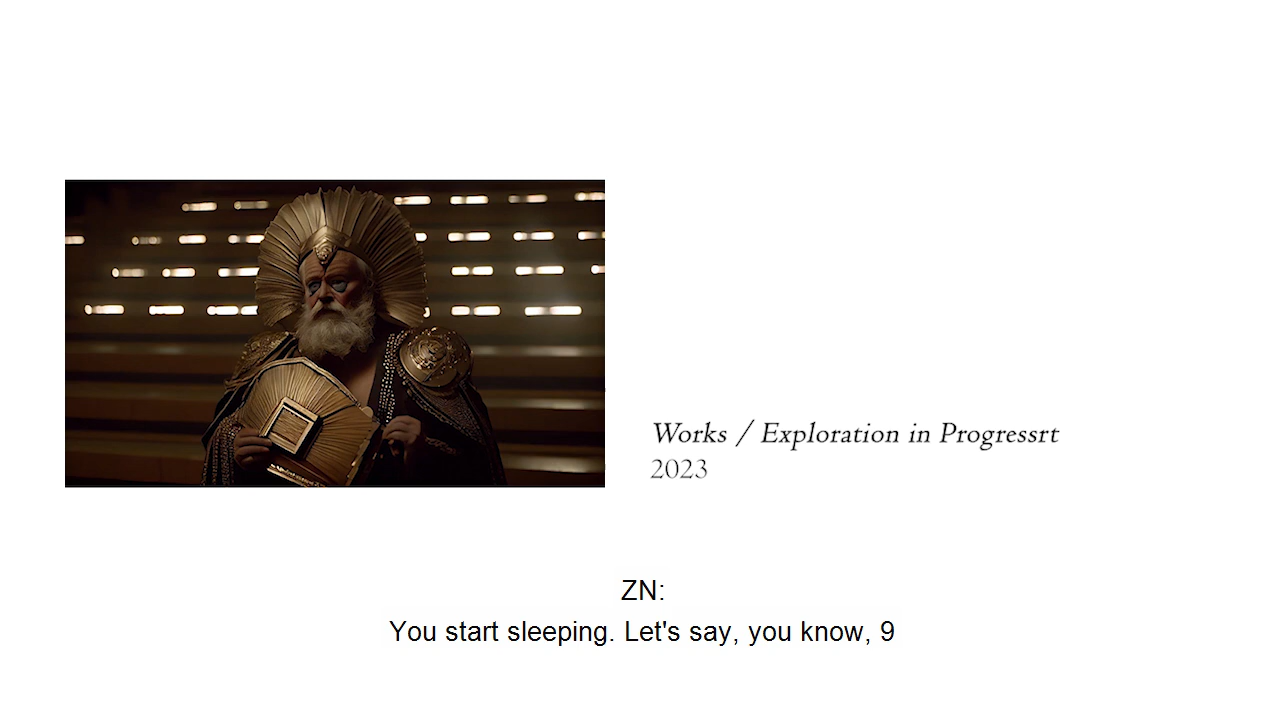 Works / Exploration in Progressrt
2023
ZN:
You start sleeping. Let's say, you know, 9